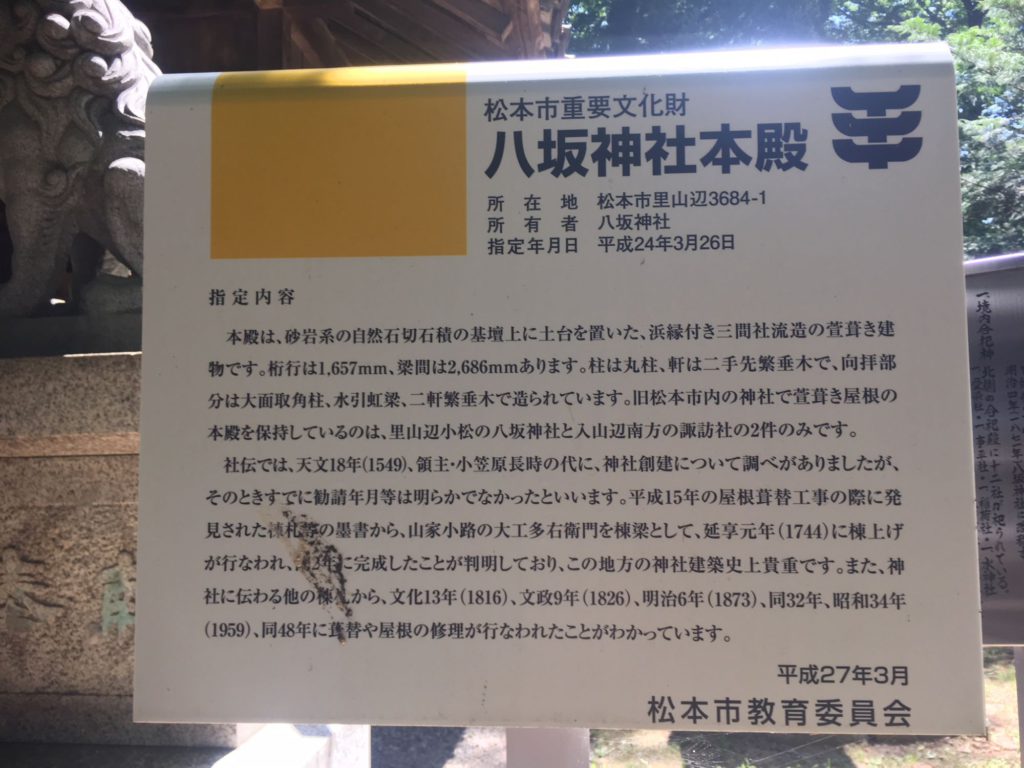 松本市重要文化財
八坂神社本殿
所在地 松本市里山辺3684-1
所有者 八坂神社
指定年月日 平成24年3月26日
指定内容
本殿は、砂岩系の自然石切石積の基壇上に土台を置いた、浜縁付き三間社流造の萱葺き建
物です。桁行は1,657mm、梁間は2,686mmあります。柱は丸柱、軒は二手先繁垂木で、向拝部
分は大面取角柱、水引虹梁、二軒繁垂木で造られています。旧松本市内の神社で萱葺き屋根の
本殿を保持しているのは、里山辺小松の八坂神社と入山辺南方の諏訪社の2件のみです。
社伝では、天文18年(1549)、領主・小笠原長時の代に、神社創建について調べがありましたが、
そのときすでに勧請年月等は明らかでなかったといいます。平成15年の屋根葺替工事の際に発
見された棟札等の墨書から、山家小路の大工多右衛門を棟梁として、延享元年(1744)に棟上げ
が行なわれ、年に完成したことが判明しており、この地方の神社建築史上貴重です。また、神
社に伝わる他の棟札から、文化13年(1816)、文政9年(1826)、明治6年(1873)、同32年、昭和34年
(1959)、同48年に葺替や屋根の修理が行なわれたことがわかっています。
平成27年3月
松本市教育委員会